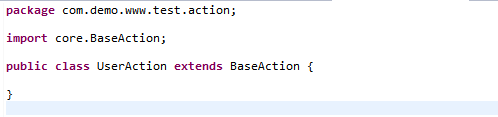 package com.demo.www.test.action;
import core.BaseAction;
public class UserAction extends BaseAction {
}